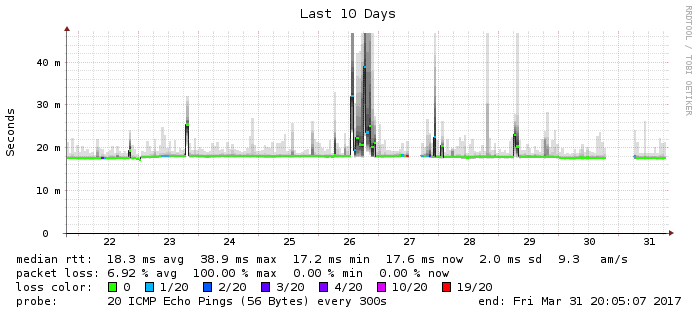 Last 10 Days
RRDTOOL / TOBI OETIKER
Seconds
40 m
30 m
20 m
10 m
0
22 23 24 25 26 27 28 29 30 31
median rtt: 18.3 ms avg 38.9 ms max 17.2 ms min 17.6 ms now 2.0 ms sd 9.3 am/s
packet loss: 6.92 % avg 100.00 % max 0.00 % min 0.00 % now
loss color: 0 1/20 2/20 3/20 4/20 10/20 19/20
probe: 20 ICMP Echo Pings (56 Bytes) every 300s end: Fri Mar 31 20:05:07 2017